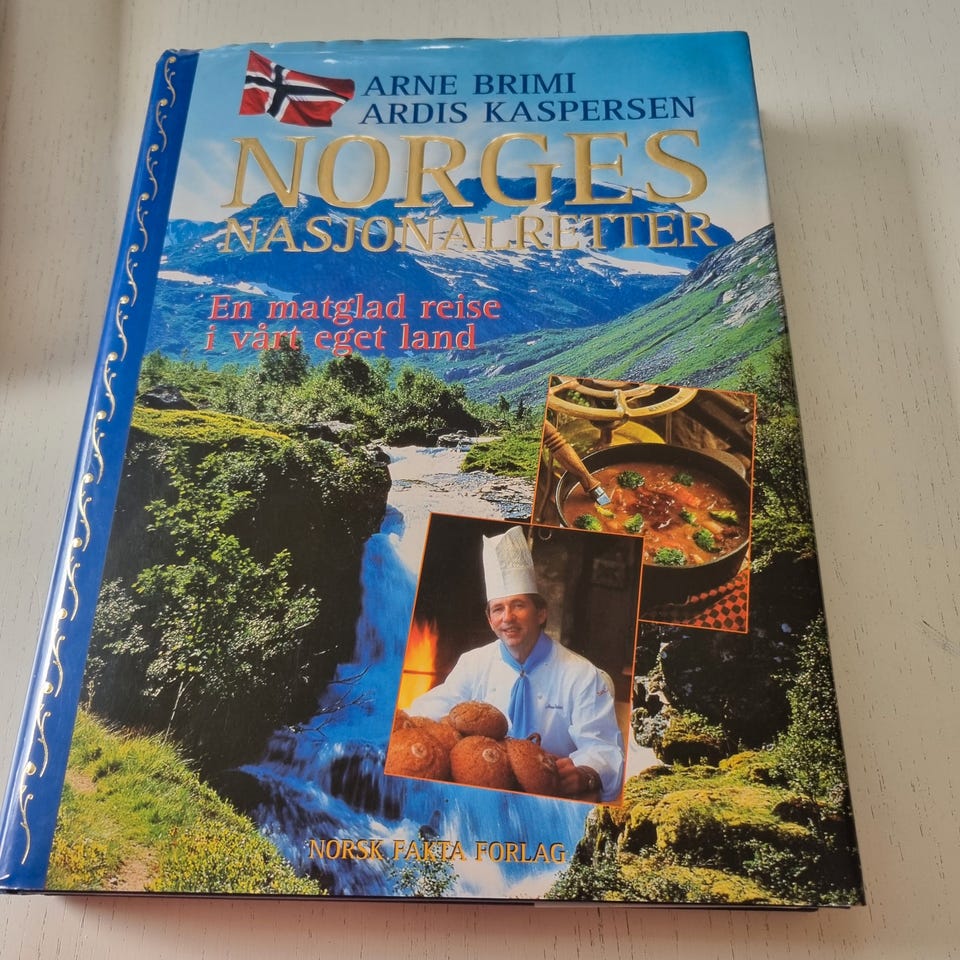 ARNE BRIMI
ARDIS KASPERSEN
NORGES
NASJONALRETTER
En matglad reise
i vårt eget land
NORSK FAKTA FORLAG